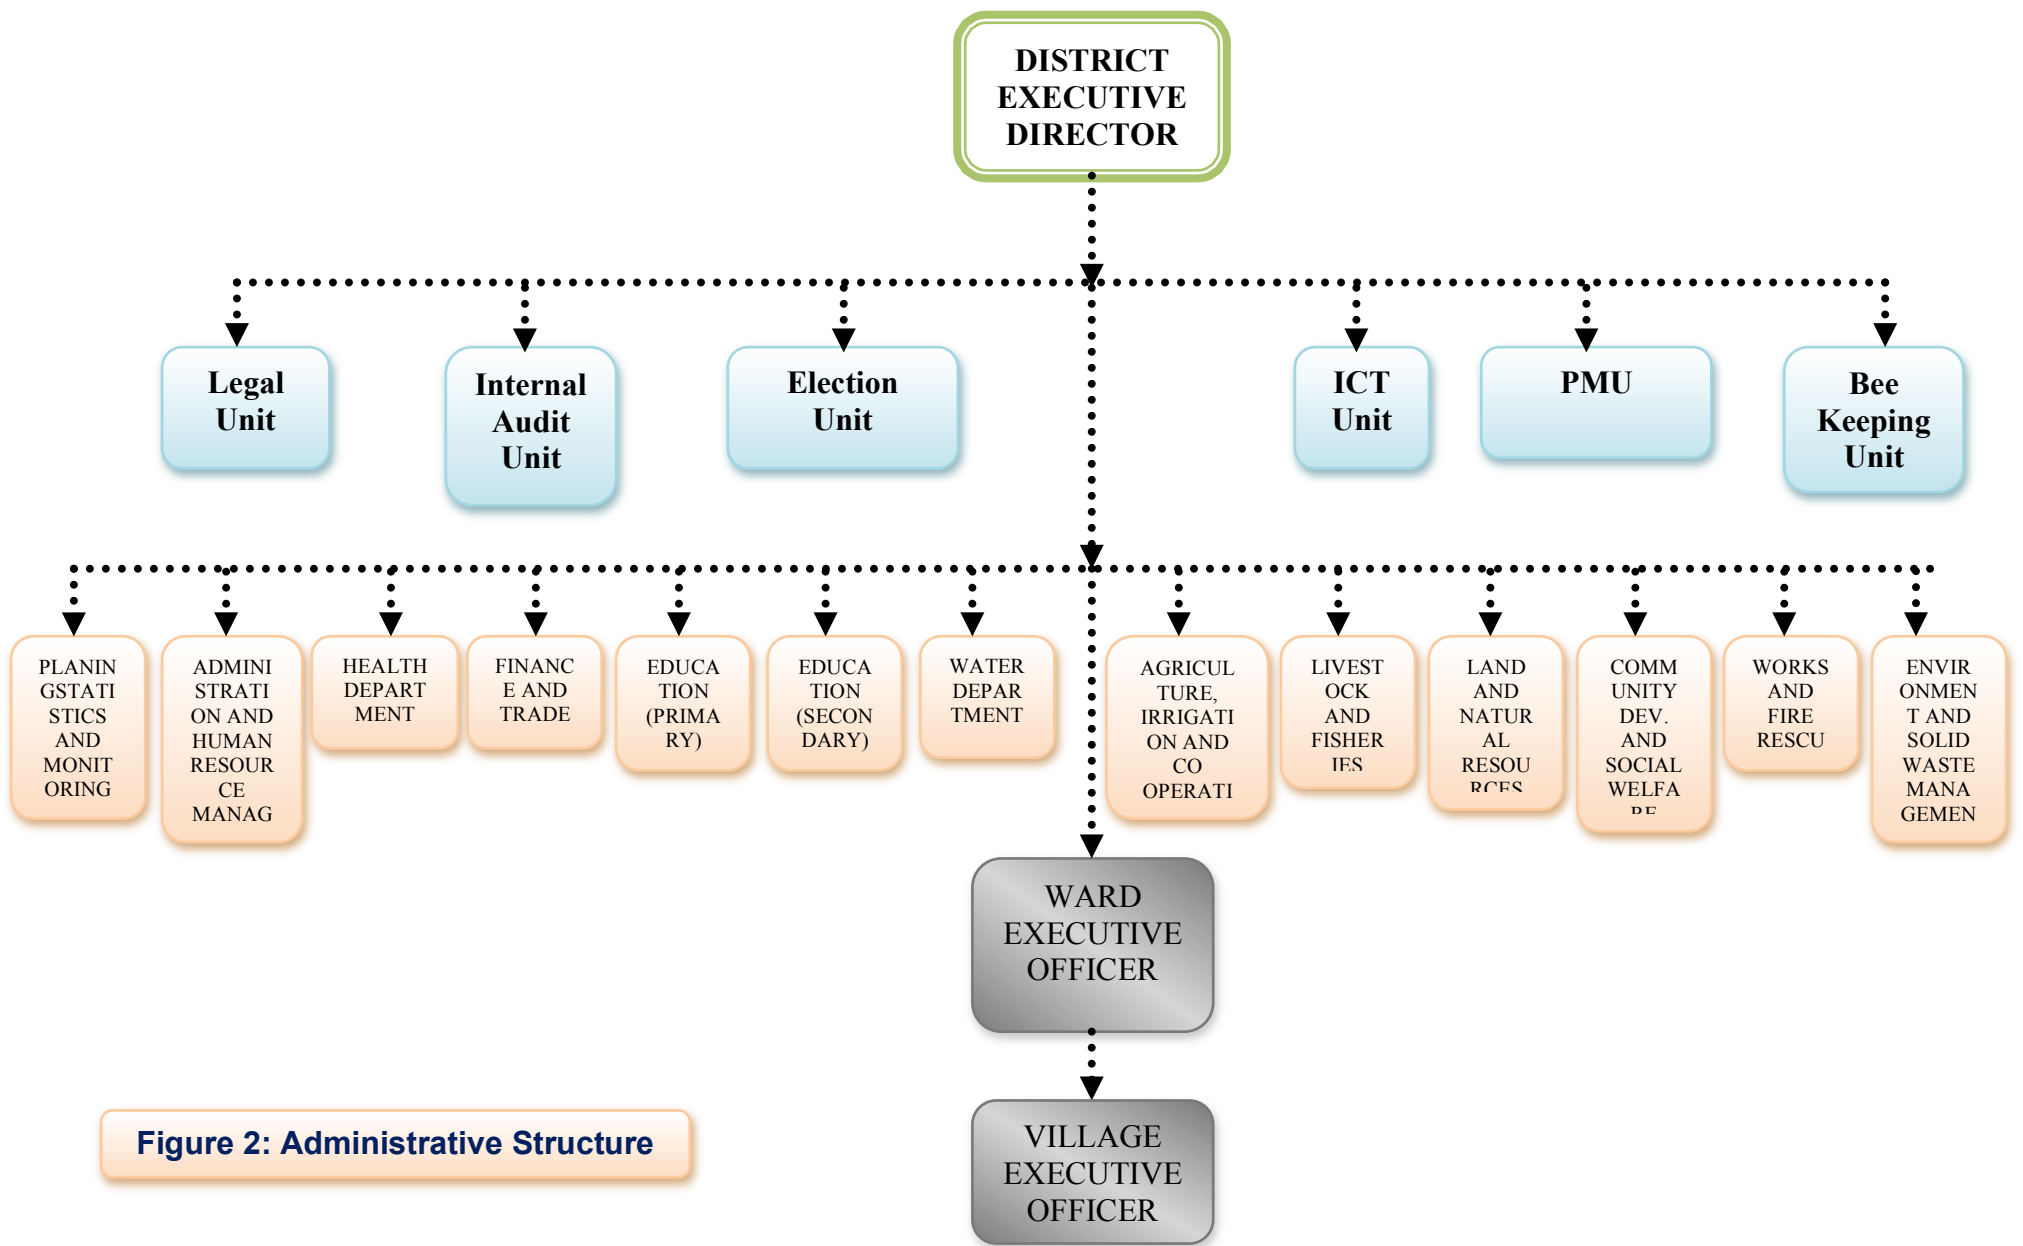 DISTRICT
EXECUTIVE
DIRECTOR
Legal
Unit
Internal
Audit
Unit
Election
Unit
ICT
Unit
PMU
Bee
Keeping
Unit
PLANIN
GSTATI
STICS
AND
MONIT
ORING
ADMINI
STRATI
ON AND
HUMAN
RESOUR
CE
MANAG
HEALTH
DEPART
MENT
FINANC
E AND
TRADE
EDUCA
TION
(PRIMA
RY)
EDUCA
TION
(SECON
DARY)
WATER
DEPAR
TMENT
AGRICUL
TURE,
IRRIGATI
ON AND
CO
OPERATI
LIVEST
OCK
AND
FISHER
IES
LAND
AND
NATUR
AL
RESOU
RCES
COMM
UNITY
DEV.
AND
SOCIAL
WELFA
RE
WORKS
AND
FIRE
RESCU
ENVIR
ONMEN
T AND
SOLID
WASTE
MANA
GEMEN
WARD
EXECUTIVE
OFFICER
VILLAGE
EXECUTIVE
OFFICER
Figure 2: Administrative Structure